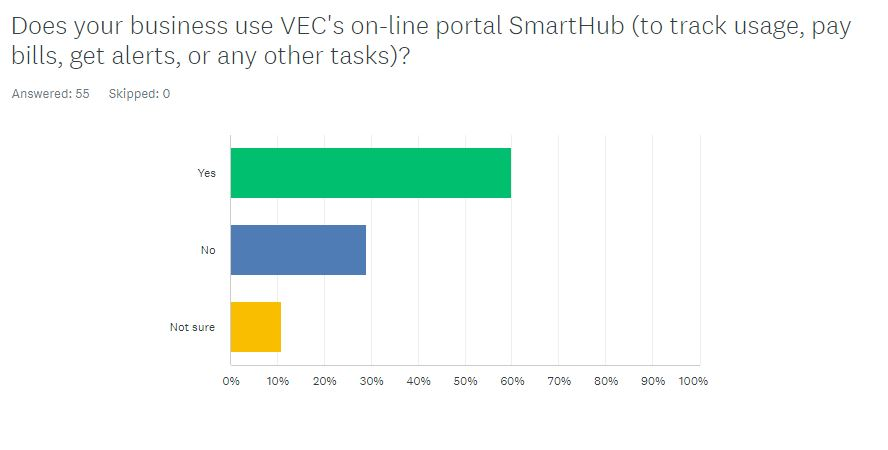 Does your business use VEC's on-line portal SmartHub (to track usage, pay
bills, get alerts, or any other tasks)?
Answered: 55 Skipped: 0
Yes
No
Not sure
0% 10% 20% 30% 40% 50% 60% 70% 80% 90% 100%